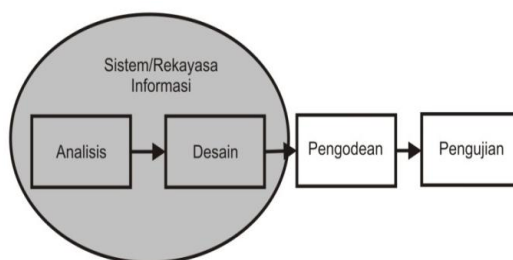 Sistem/Rekayasa
Informasi
Analisis
Desain
Pengodean
Pengujian